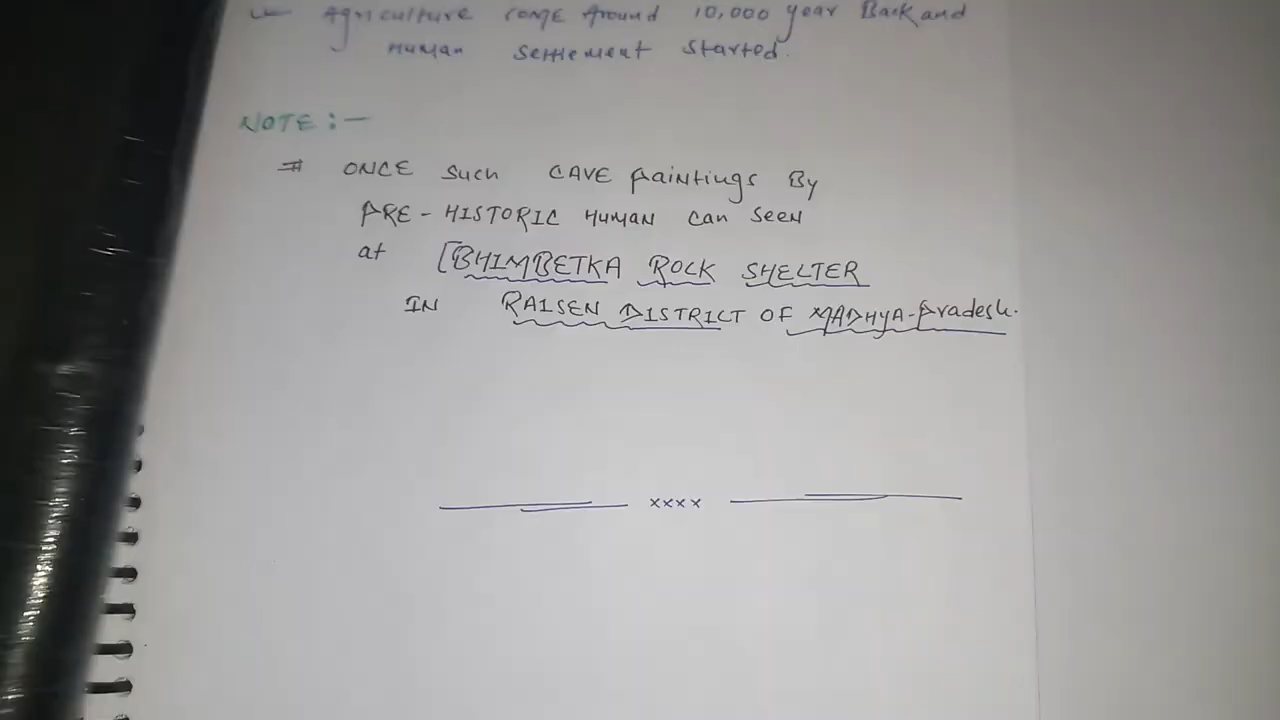 Agriculture come Around 10,000 year Back and
Human Settlement Started.
NOTE :-
# ONCE Such CAVE Paintings By
PRE-HISTORIC HUMAN Can Seen
at [BHIMBETKA ROCK SHELTER
IN RAISEN DISTRICT OF MADHYA-Pradesh.
xxxx